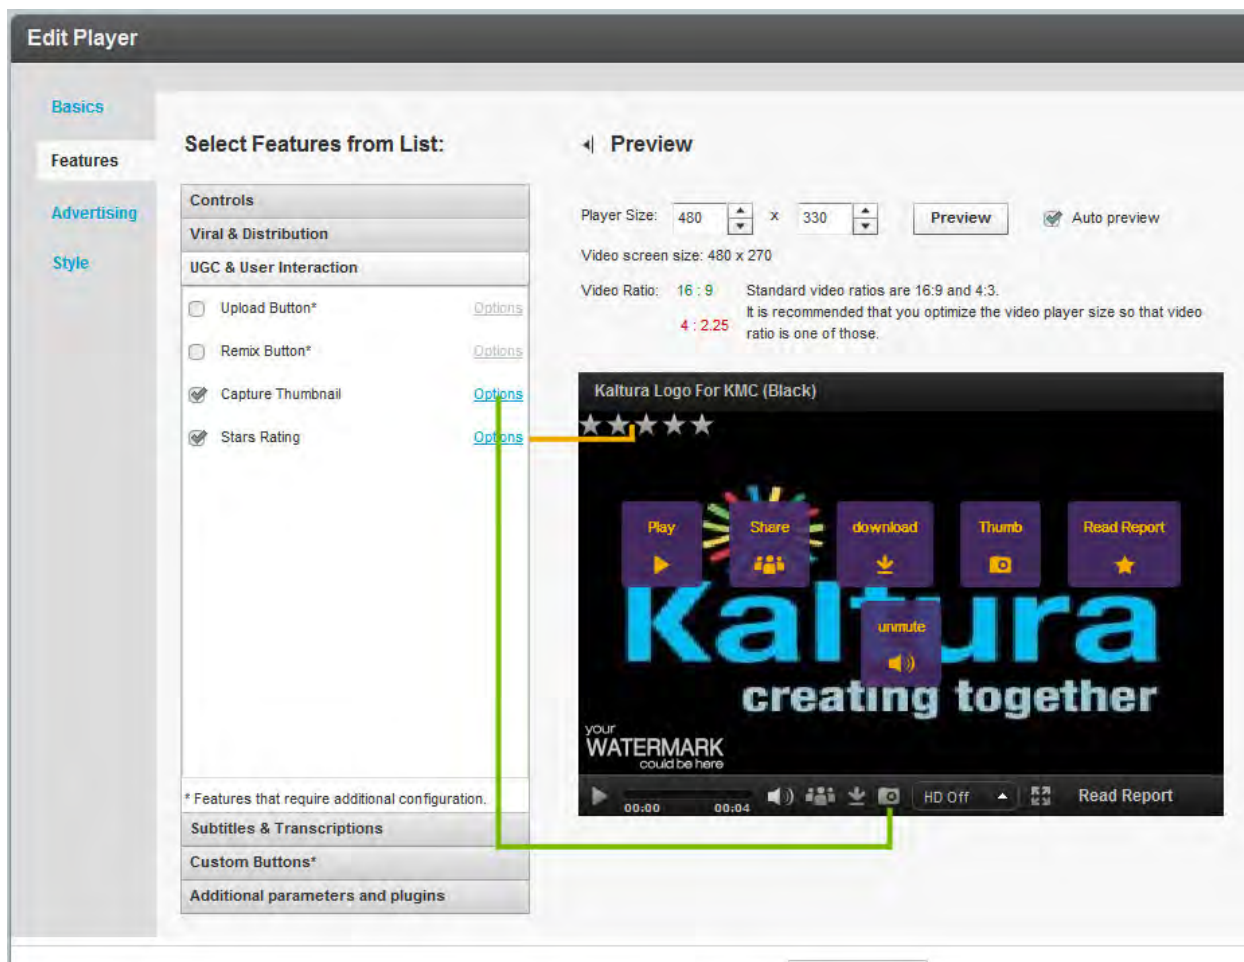 Edit Player
Basics
Features
Advertising
Style
Select Features from List:
Controls
Viral & Distribution
UGC & User Interaction
Upload Button* Options
Remix Button* Options
Capture Thumbnail Options
Stars Rating Options
* Features that require additional configuration.
Subtitles & Transcriptions
Custom Buttons*
Additional parameters and plugins
Preview
Player Size: 480 x 330 Preview Auto preview
Video screen size: 480 x 270
Video Ratio: 16 : 9 Standard video ratios are 16:9 and 4:3.
It is recommended that you optimize the video player size so that video
4 : 2.25 ratio is one of those.
Kaltura Logo For KMC (Black)
Play Share download Thumb Read Report
unmute
Kaltura
creating together
your
WATERMARK
could be here
00:00 00:04 HD Off Read Report